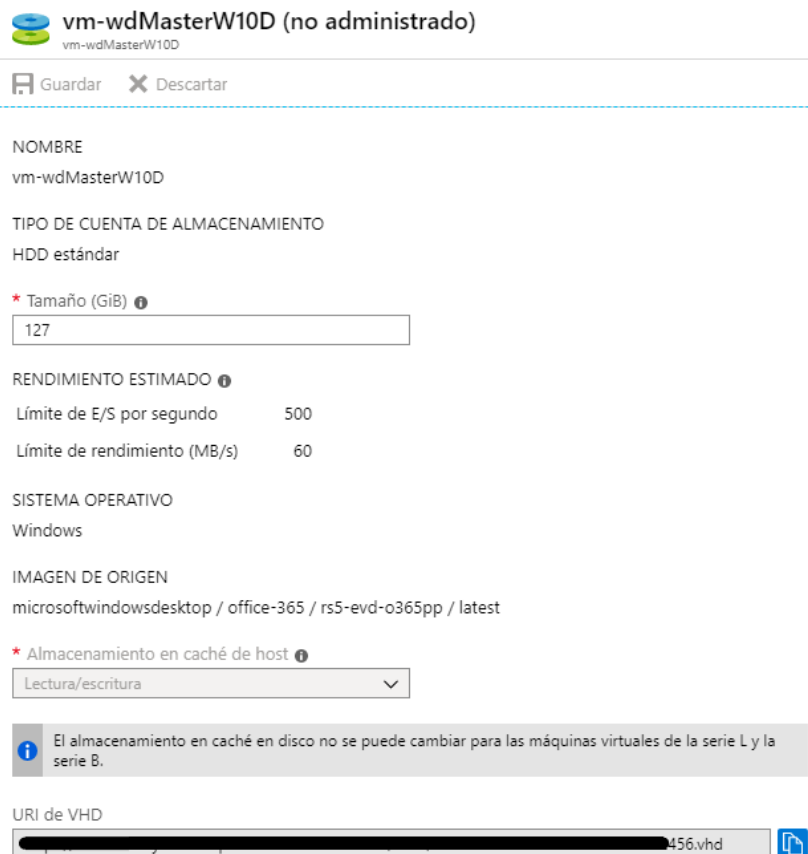 vm-wdMasterW10D (no administrado)
vm-wdMasterW10D
Guardar Descartar
NOMBRE
vm-wdMasterW10D
TIPO DE CUENTA DE ALMACENAMIENTO
HDD estándar
* Tamaño (GiB)
127
RENDIMIENTO ESTIMADO
Límite de E/S por segundo 500
Límite de rendimiento (MB/s) 60
SISTEMA OPERATIVO
Windows
IMAGEN DE ORIGEN
microsoftwindowsdesktop / office-365 / rs5-evd-o365pp / latest
* Almacenamiento en caché de host
Lectura/escritura
El almacenamiento en caché en disco no se puede cambiar para las máquinas virtuales de la serie L y la
serie B.
URI de VHD
456.vhd